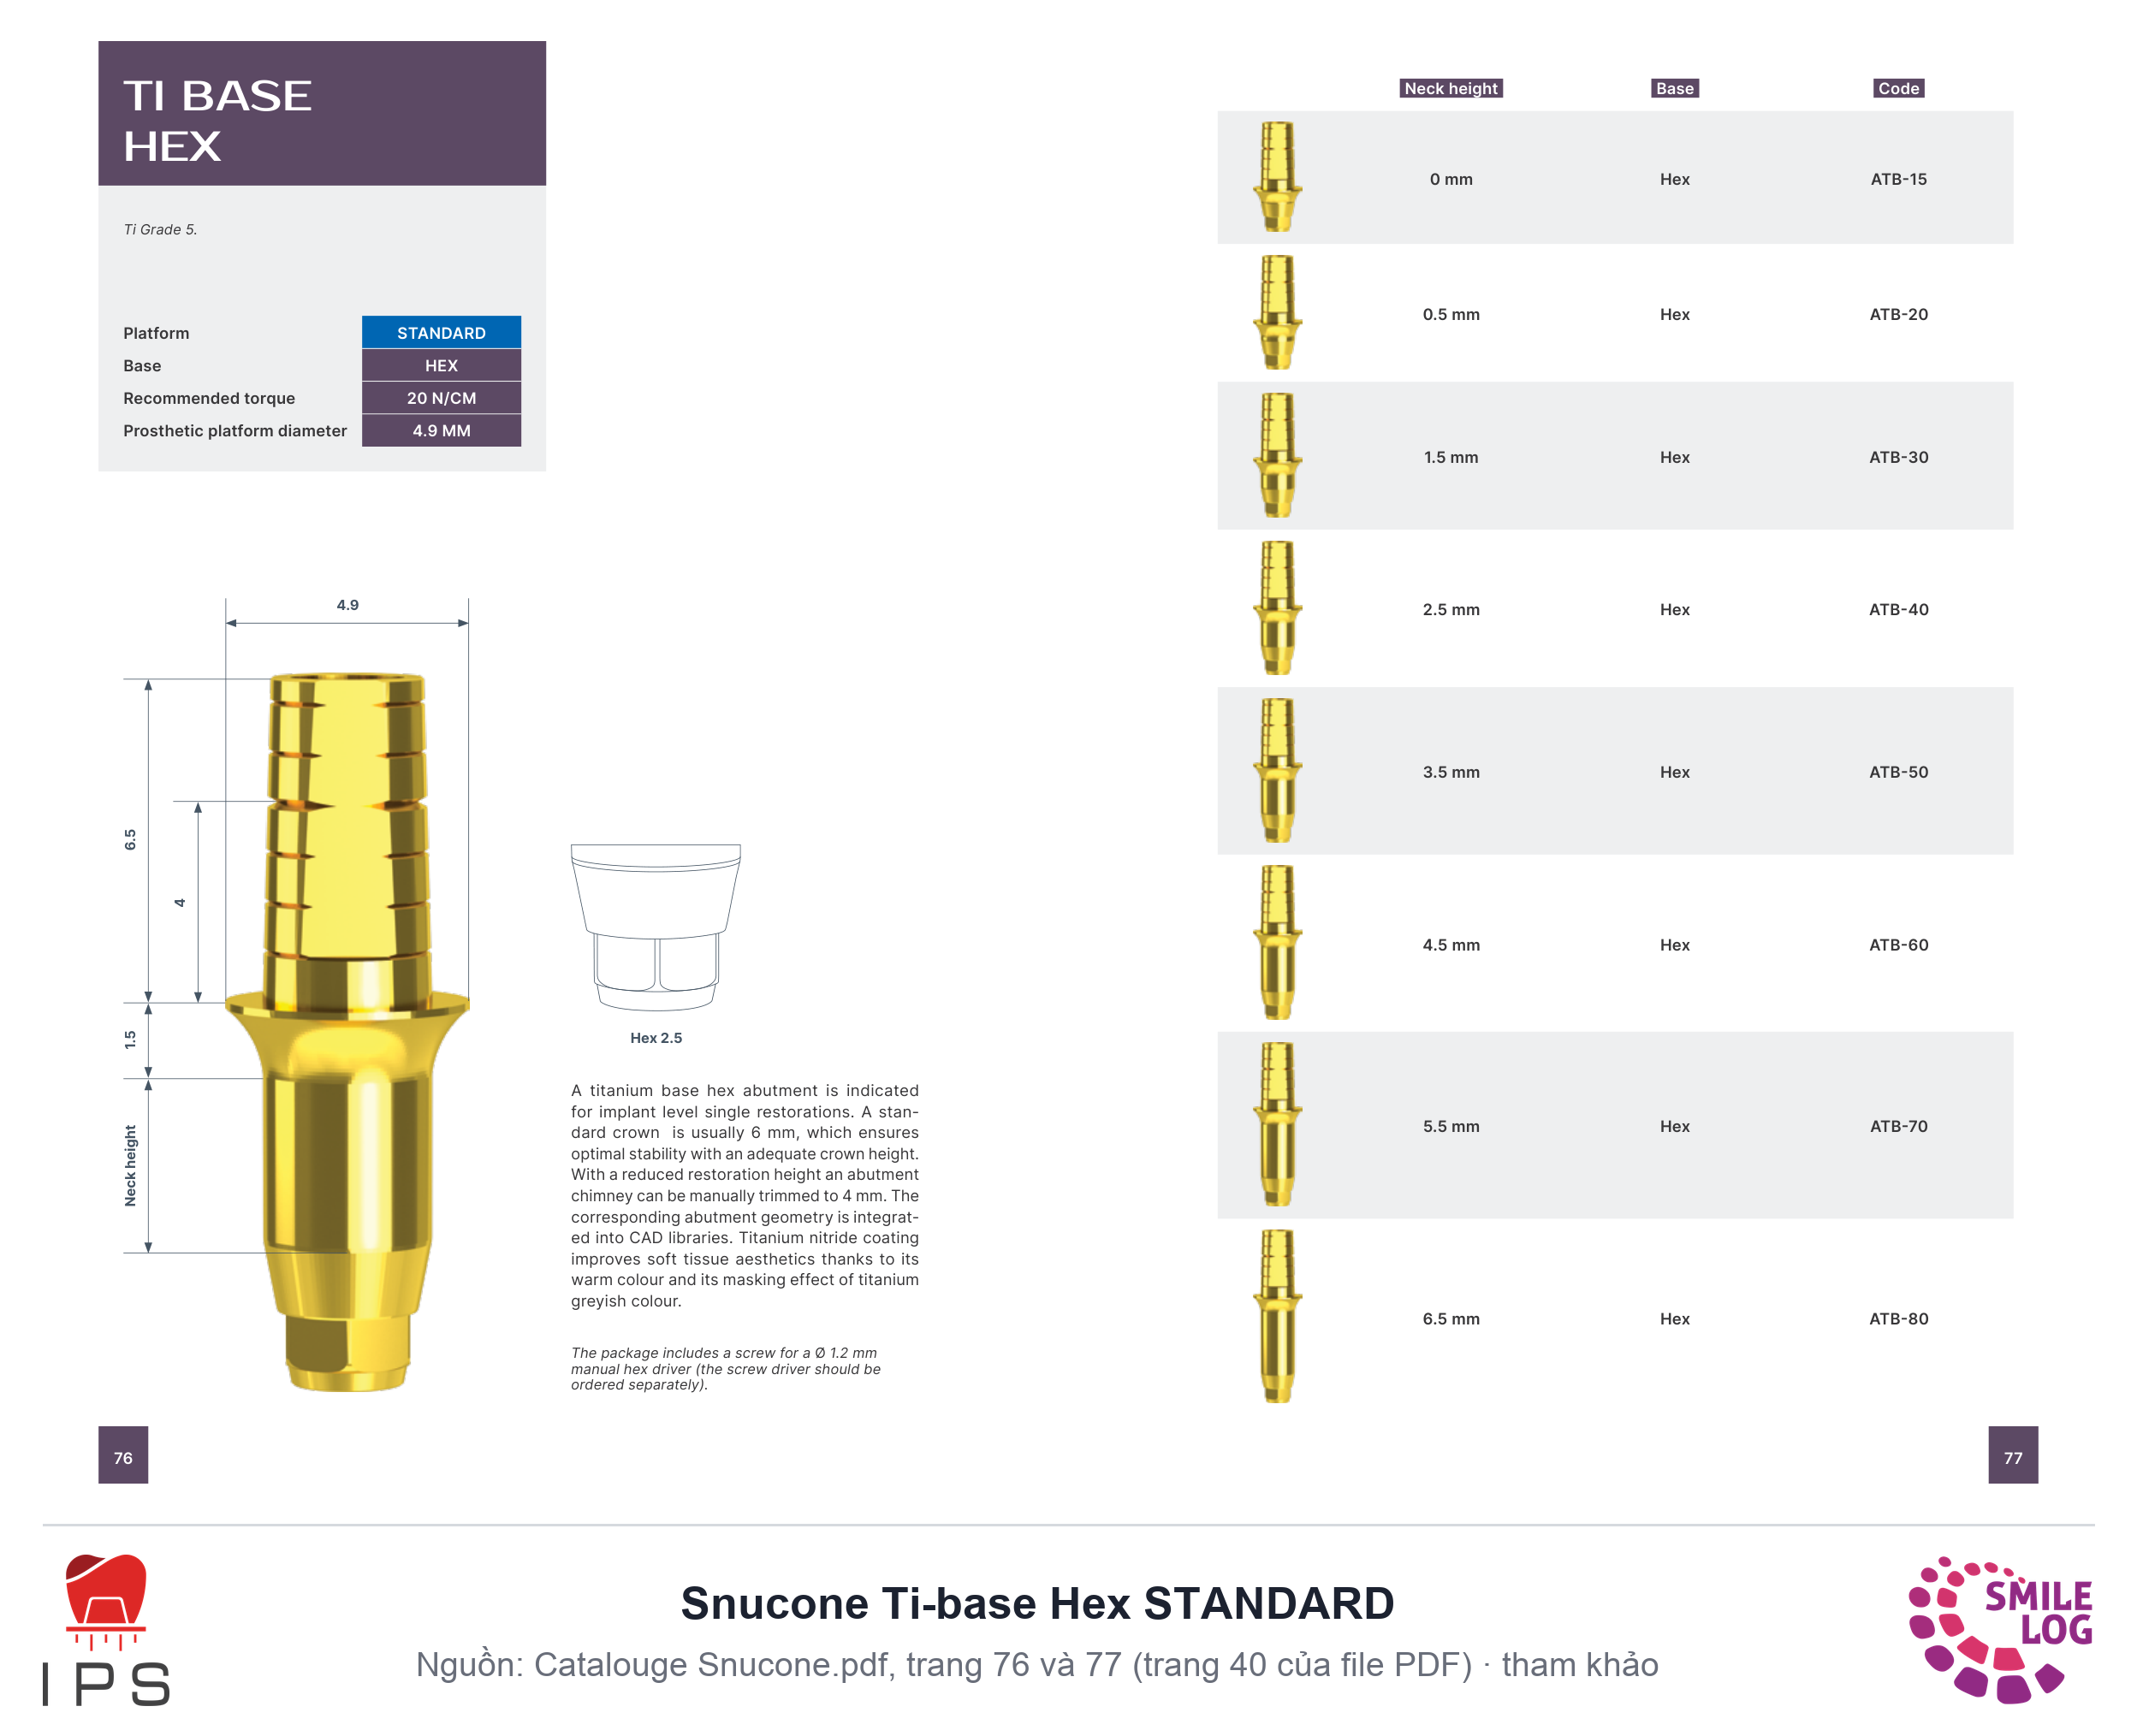 TI BASE
HEX
Ti Grade 5.
Platform STANDARD
Base HEX
Recommended torque 20 N/CM
Prosthetic platform diameter 4.9 MM
4.9
6.5
4
1.5
Neck height
Hex 2.5
A titanium base hex abutment is indicated
for implant level single restorations. A stan-
dard crown is usually 6 mm, which ensures
optimal stability with an adequate crown height.
With a reduced restoration height an abutment
chimney can be manually trimmed to 4 mm. The
corresponding abutment geometry is integrat-
ed into CAD libraries. Titanium nitride coating
improves soft tissue aesthetics thanks to its
warm colour and its masking effect of titanium
greyish colour.
The package includes a screw for a Ø 1.2 mm
manual hex driver (the screw driver should be
ordered separately).
76
Neck height Base Code
0 mm Hex ATB-15
0.5 mm Hex ATB-20
1.5 mm Hex ATB-30
2.5 mm Hex ATB-40
3.5 mm Hex ATB-50
4.5 mm Hex ATB-60
5.5 mm Hex ATB-70
6.5 mm Hex ATB-80
77
IPS
Snucone Ti-base Hex STANDARD
Nguồn: Catalouge Snucone.pdf, trang 76 và 77 (trang 40 của file PDF) · tham khảo
SMILE
LOG